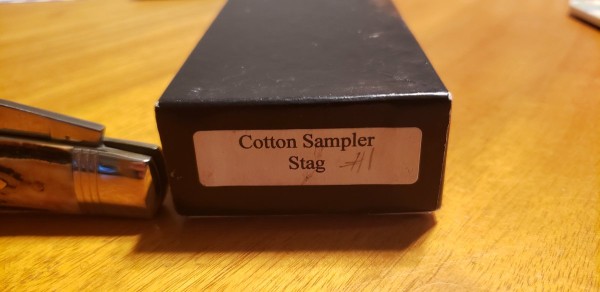 Cotton Sampler
Stag #1